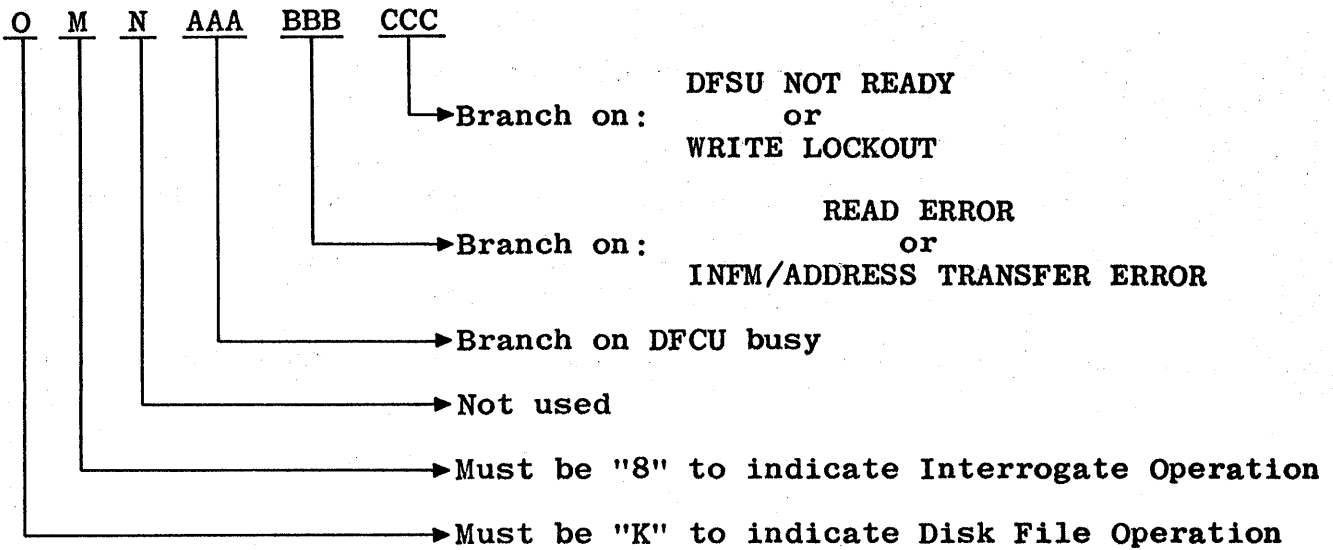 O M N AAA BBB CCC
DFSU NOT READY
Branch on: or
WRITE LOCKOUT
READ ERROR
Branch on: or
INFM/ADDRESS TRANSFER ERROR
Branch on DFCU busy
Not used
Must be "8" to indicate Interrogate Operation
Must be "K" to indicate Disk File Operation